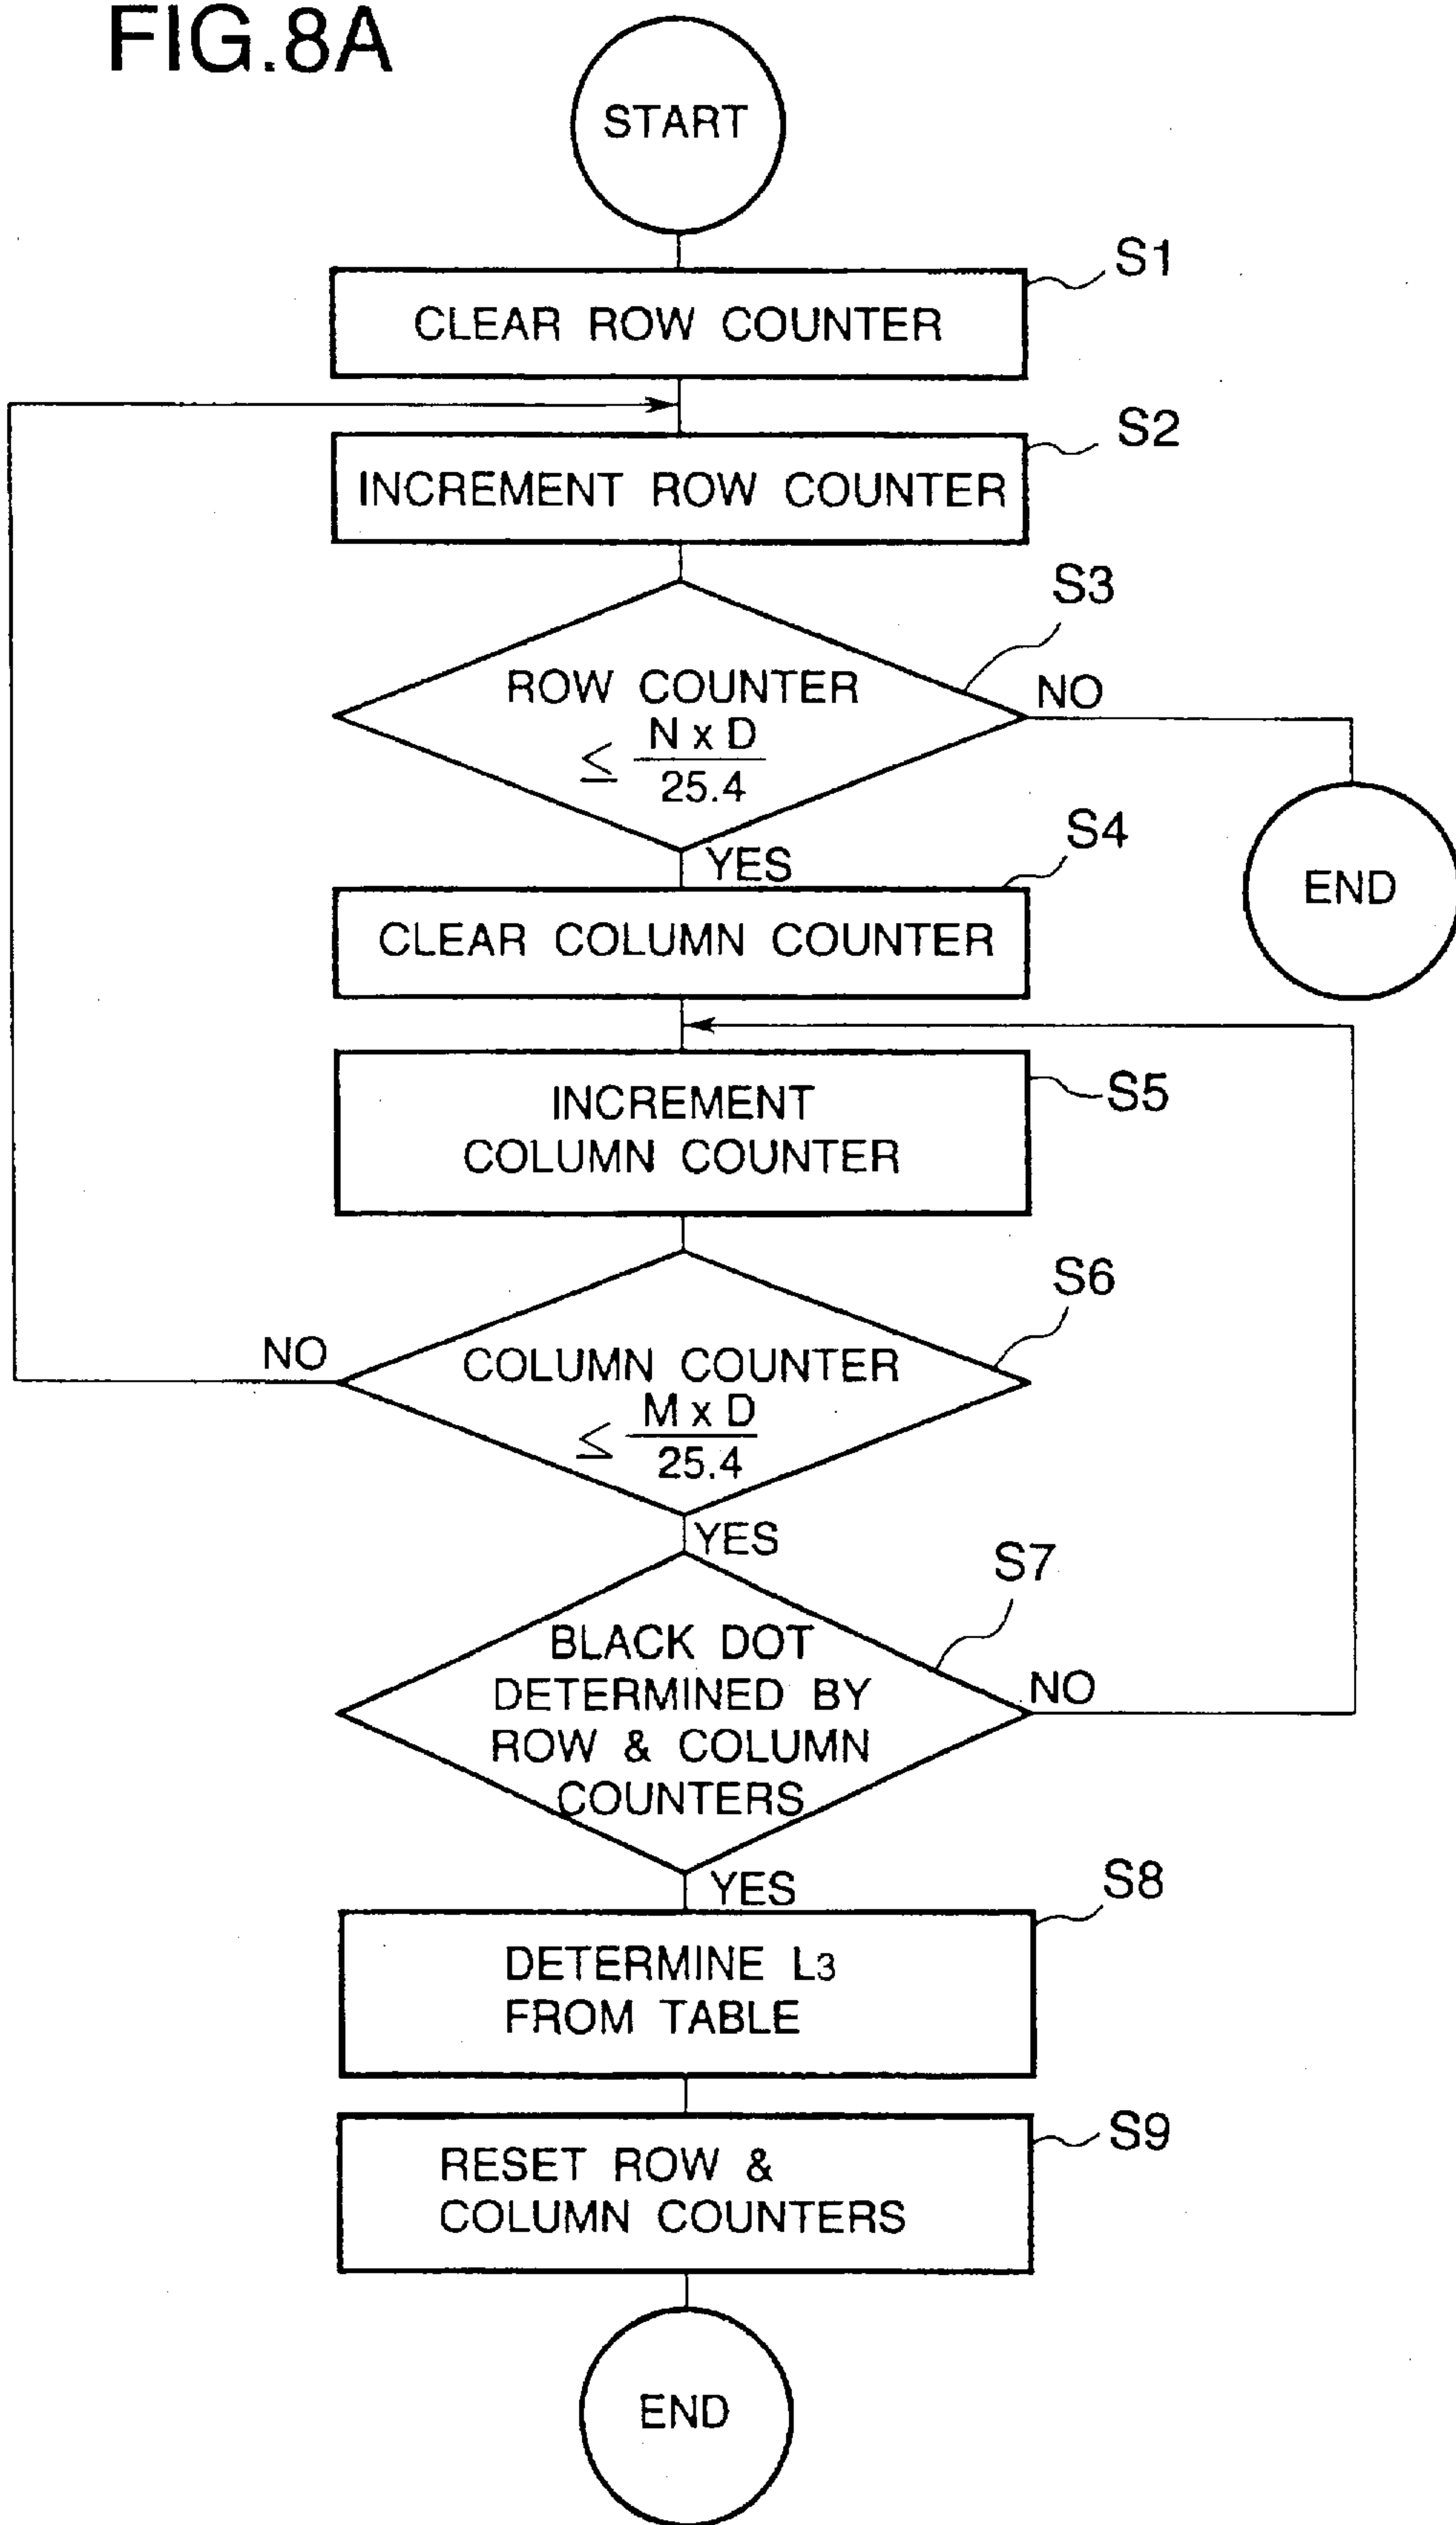 FIG.8A
START
S1
CLEAR ROW COUNTER
S2
INCREMENT ROW COUNTER
S3
ROW COUNTER
≤ N x D
25.4
NO
YES
END
S4
CLEAR COLUMN COUNTER
S5
INCREMENT
COLUMN COUNTER
S6
NO
COLUMN COUNTER
≤ M x D
25.4
YES
S7
BLACK DOT
DETERMINED BY
ROW & COLUMN
COUNTERS
NO
YES
S8
DETERMINE L3
FROM TABLE
S9
RESET ROW &
COLUMN COUNTERS
END